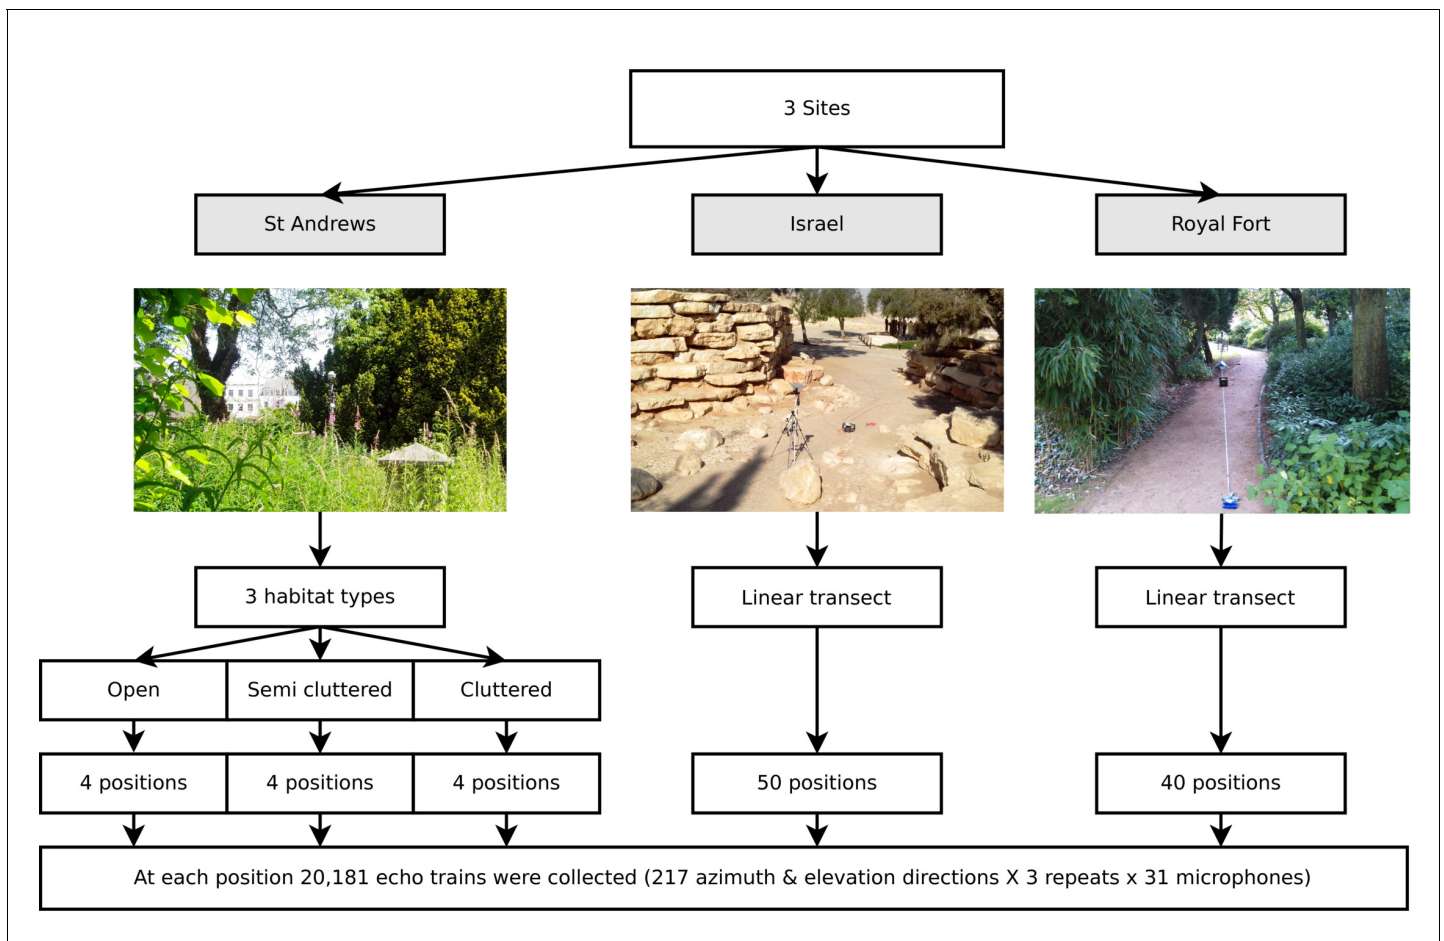 3 Sites
St Andrews
Israel
Royal Fort
3 habitat types
Linear transect
Linear transect
Open
Semi cluttered
Cluttered
4 positions
4 positions
4 positions
50 positions
40 positions
At each position 20,181 echo trains were collected (217 azimuth & elevation directions X 3 repeats x 31 microphones)